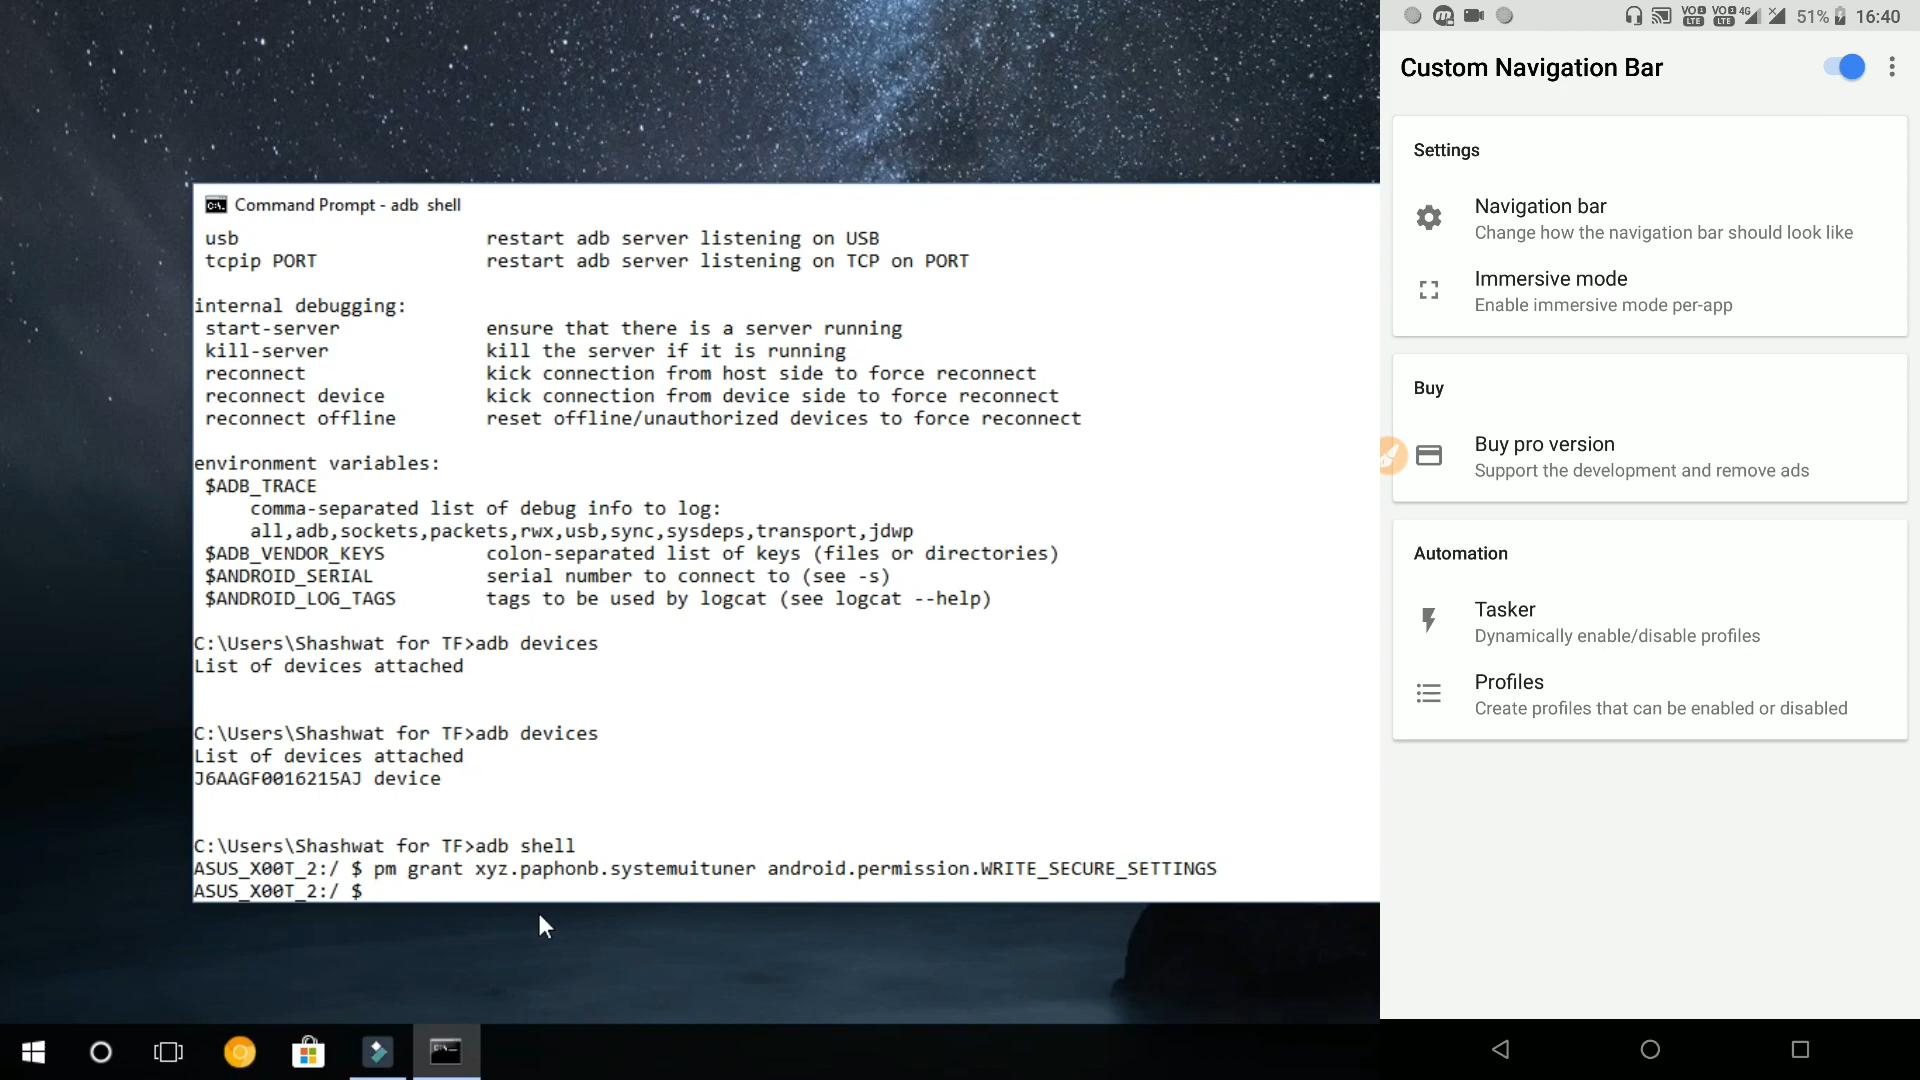 Command Prompt - adb  shell
usb                      restart adb server listening on USB
tcpip PORT               restart adb server listening on TCP on PORT
internal debugging:
start-server             ensure that there is a server running
kill-server              kill the server if it is running
reconnect                kick connection from host side to force reconnect
reconnect device         kick connection from device side to force reconnect
reconnect offline        reset offline/unauthorized devices to force reconnect
environment variables:
$ADB_TRACE
comma-separated list of debug info to log:
all,adb,sockets,packets,rwx,usb,sync,sysdeps,transport,jdwp
$ADB_VENDOR_KEYS         colon-separated list of keys (files or directories)
$ANDROID_SERIAL          serial number to connect to (see -s)
$ANDROID_LOG_TAGS        tags to be used by logcat (see logcat --help)
C:\Users\Shashwat for TF>adb devices
List of devices attached
C:\Users\Shashwat for TF>adb devices
List of devices attached
J6AAGF0016215AJ device
C:\Users\Shashwat for TF>adb shell
ASUS_X00T_2:/ $ pm grant xyz.paphonb.systemuituner android.permission.WRITE_SECURE_SETTINGS
ASUS_X00T_2:/ $
VO LTE VO LTE 4G 51% 16:40
Custom Navigation Bar
Settings
Navigation bar
Change how the navigation bar should look like
Immersive mode
Enable immersive mode per-app
Buy
Buy pro version
Support the development and remove ads
Automation
Tasker
Dynamically enable/disable profiles
Profiles
Create profiles that can be enabled or disabled